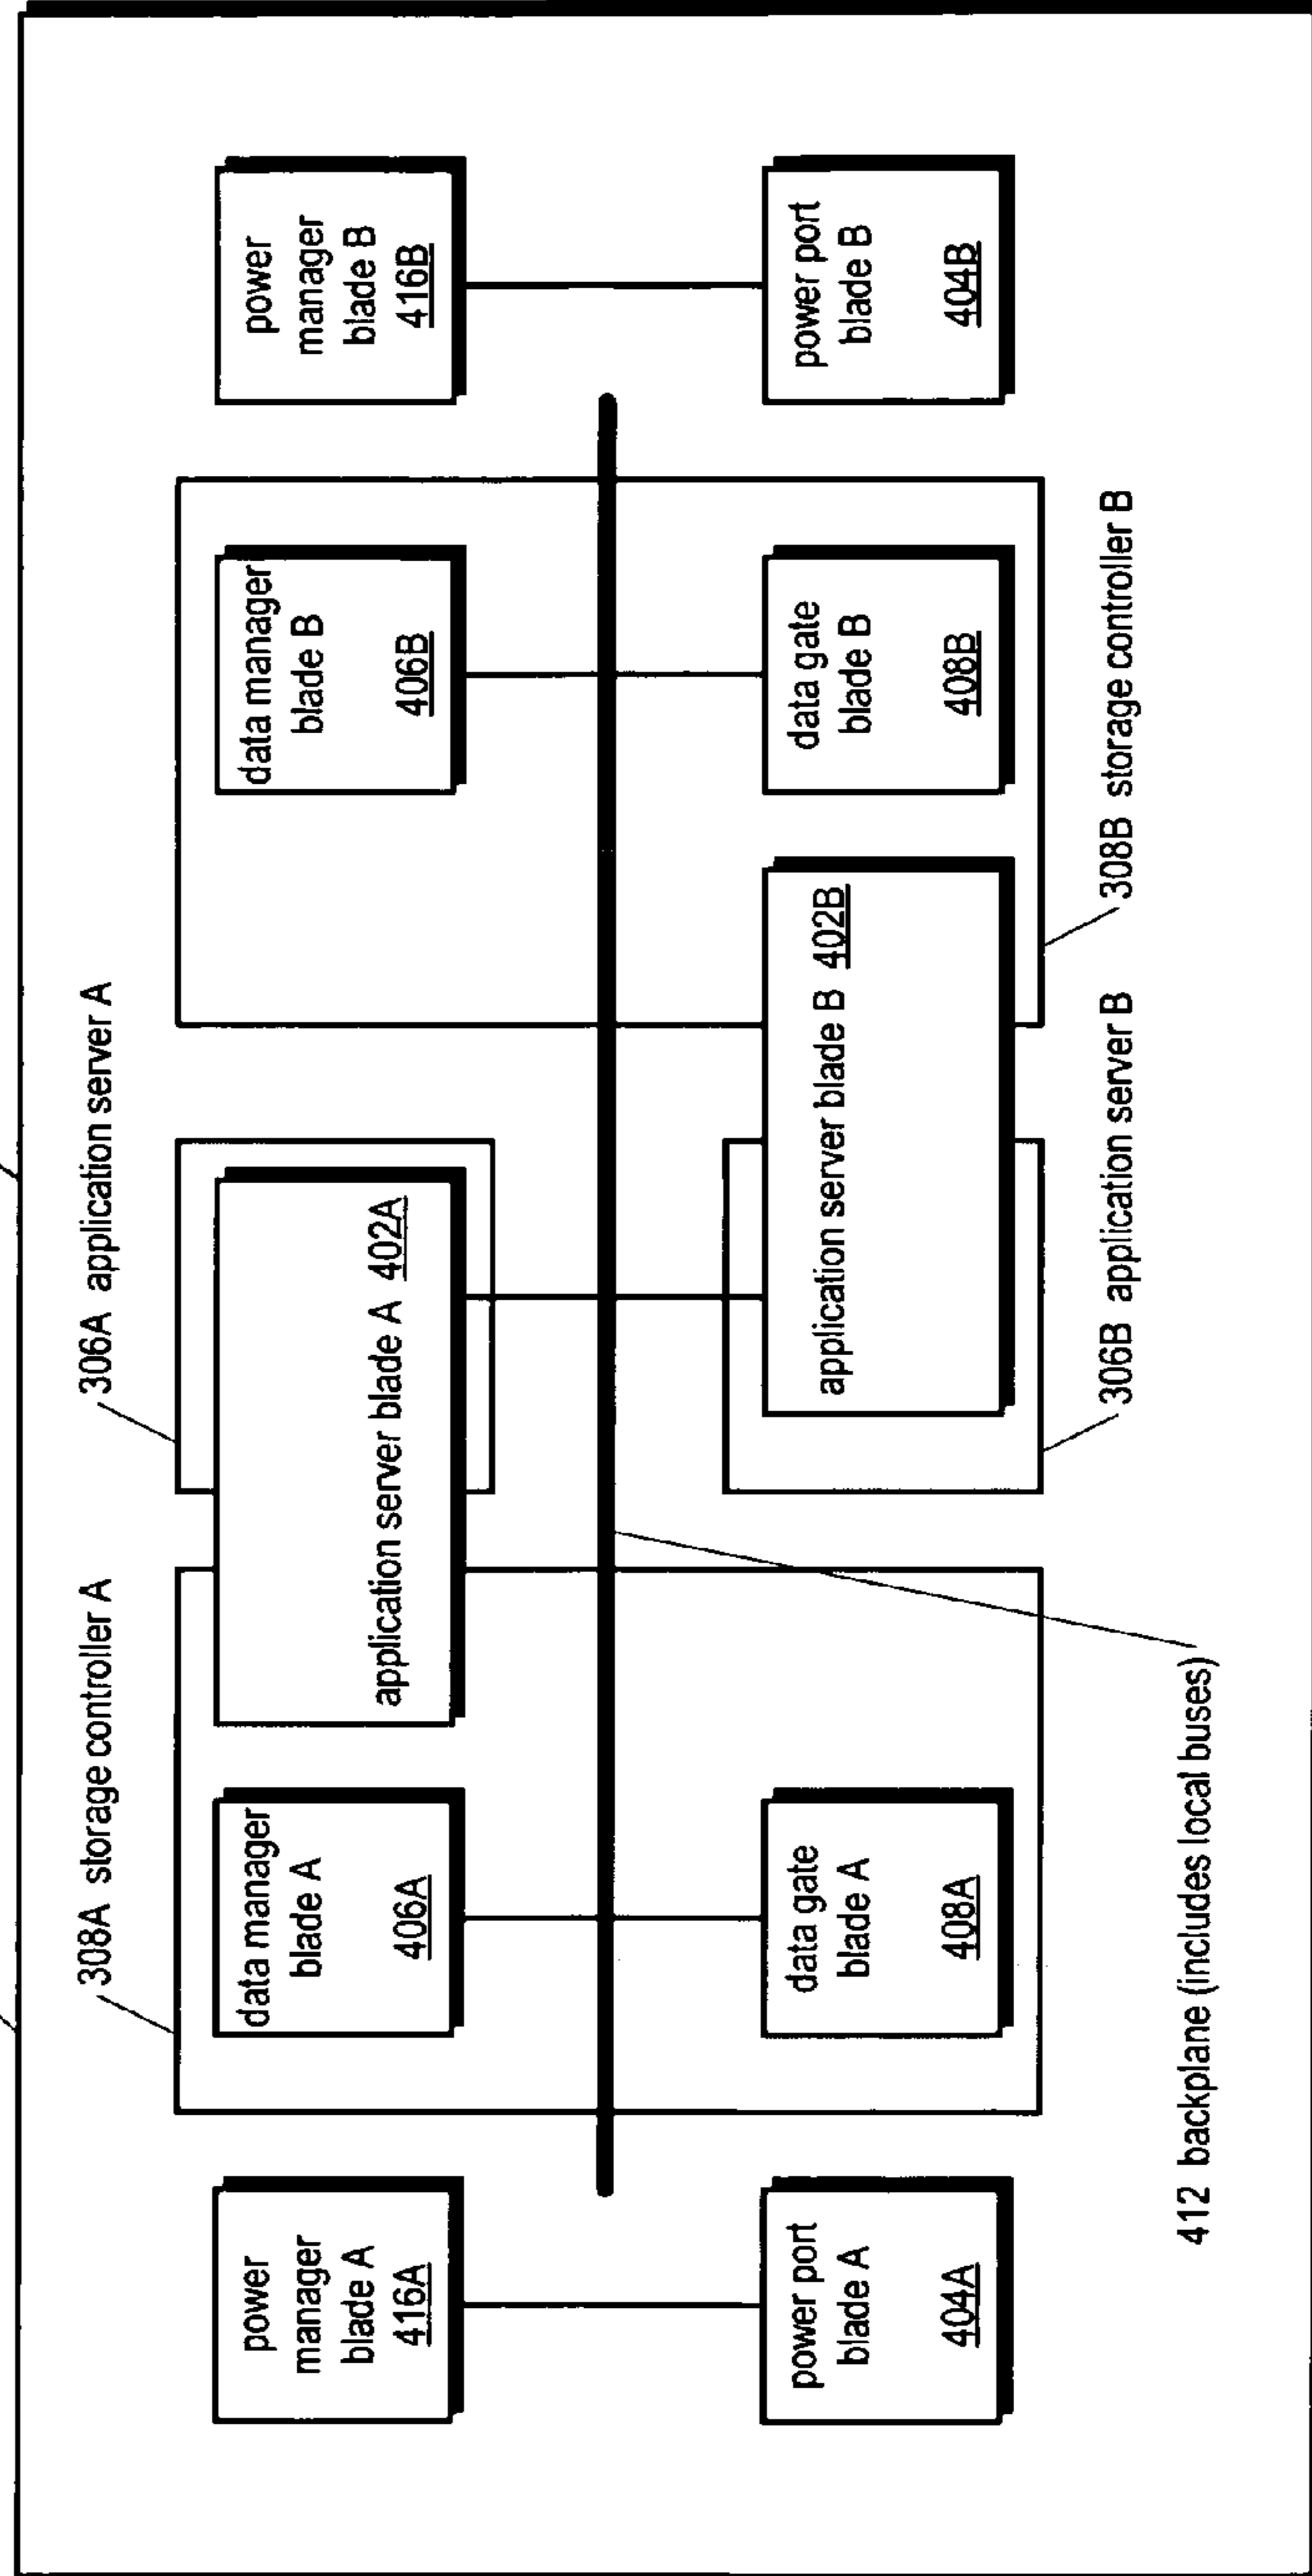 308A storage controller A
306A application server A
power
manager
blade A
416A
data manager
blade A
406A
application server blade A 402A
data manager
blade B
406B
power
manager
blade B
416B
power port
blade A
404A
data gate
blade A
408A
application server blade B 402B
data gate
blade B
408B
power port
blade B
404B
306B application server B
308B storage controller B
412 backplane (includes local buses)